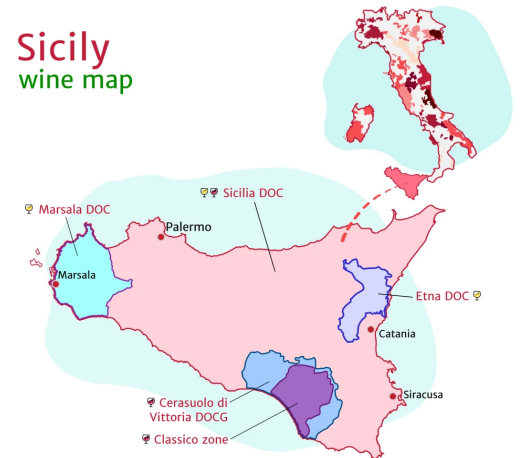 Sicily
wine map
Sicilia DOC
Marsala DOC
Palermo
Marsala
Etna DOC
Catania
Siracusa
Cerasuolo di
Vittoria DOCG
Classico zone